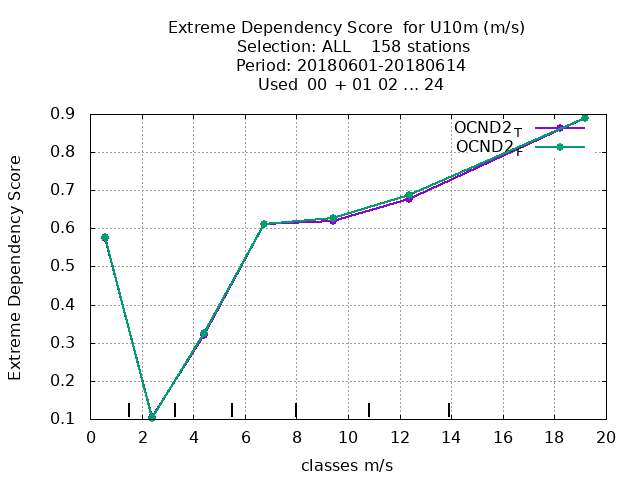 Extreme Dependency Score  for U10m (m/s)
Selection: ALL    158 stations
Period: 20180601-20180614
Used  00  + 01 02 ... 24
OCND2_T
OCND2_F
Extreme Dependency Score
0.9
0.8
0.7
0.6
0.5
0.4
0.3
0.2
0.1
0 2 4 6 8 10 12 14 16 18 20
classes m/s